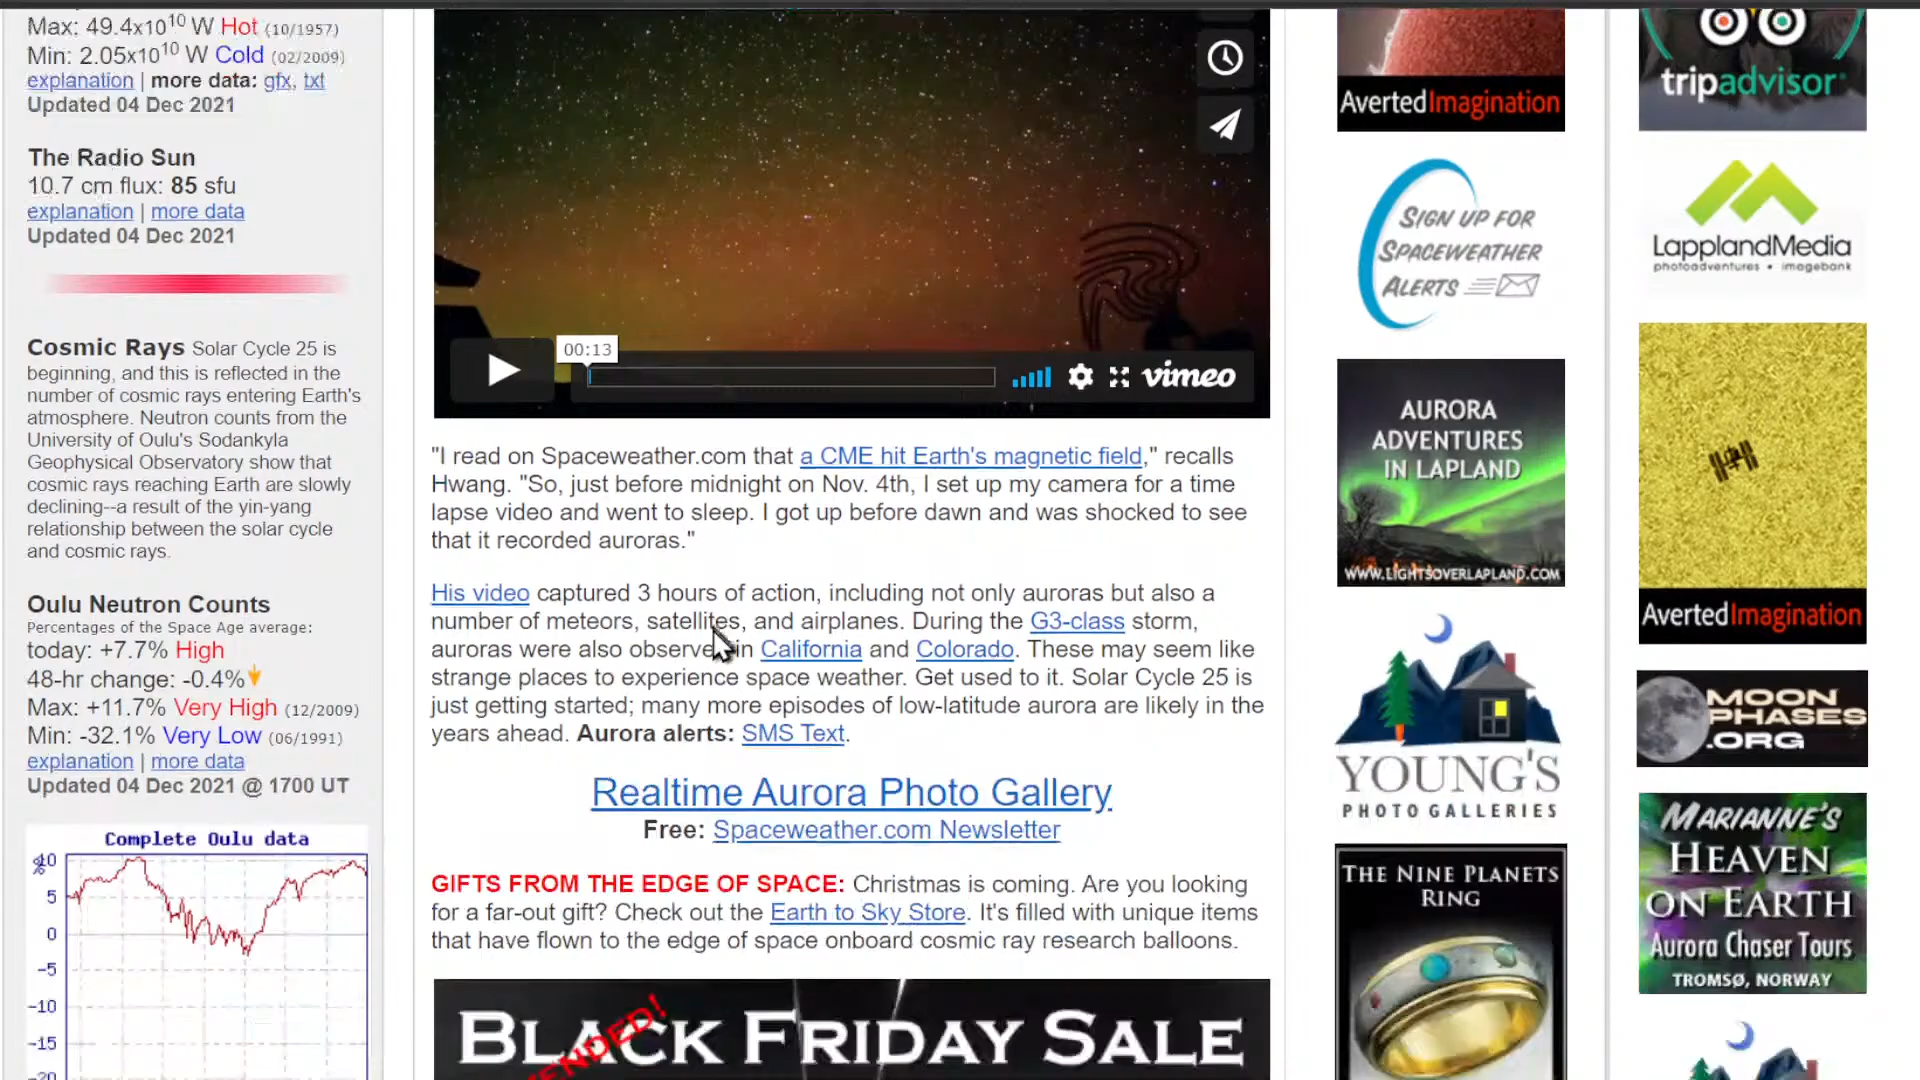 Max: 49.4x10¹⁰ W Hot (10/1957)
Min: 2.05x10¹⁰ W Cold (02/2009)
explanation | more data: gfx, txt
Updated 04 Dec 2021
The Radio Sun
10.7 cm flux: 85 sfu
explanation | more data
Updated 04 Dec 2021
Cosmic Rays Solar Cycle 25 is
beginning, and this is reflected in the
number of cosmic rays entering Earth's
atmosphere. Neutron counts from the
University of Oulu's Sodankyla
Geophysical Observatory show that
cosmic rays reaching Earth are slowly
declining--a result of the yin-yang
relationship between the solar cycle
and cosmic rays.
Oulu Neutron Counts
Percentages of the Space Age average:
today: +7.7% High
48-hr change: -0.4%
Max: +11.7% Very High (12/2009)
Min: -32.1% Very Low (06/1991)
explanation | more data
Updated 04 Dec 2021 @ 1700 UT
Complete Oulu data
%
10
5
0
-5
-10
-15
-20
00:13
vimeo
"I read on Spaceweather.com that a CME hit Earth's magnetic field," recalls
Hwang. "So, just before midnight on Nov. 4th, I set up my camera for a time
lapse video and went to sleep. I got up before dawn and was shocked to see
that it recorded auroras."
His video captured 3 hours of action, including not only auroras but also a
number of meteors, satellites, and airplanes. During the G3-class storm,
auroras were also observed in California and Colorado. These may seem like
strange places to experience space weather. Get used to it. Solar Cycle 25 is
just getting started; many more episodes of low-latitude aurora are likely in the
years ahead. Aurora alerts: SMS Text.
Realtime Aurora Photo Gallery
Free: Spaceweather.com Newsletter
GIFTS FROM THE EDGE OF SPACE: Christmas is coming. Are you looking
for a far-out gift? Check out the Earth to Sky Store. It's filled with unique items
that have flown to the edge of space onboard cosmic ray research balloons.
BLACK FRIDAY SALE
AvertedImagination
SIGN UP FOR
SPACEWEATHER
ALERTS
AURORA
ADVENTURES
IN LAPLAND
WWW.LIGHTSOVERLAPLAND.COM
YOUNG'S
PHOTO GALLERIES
THE NINE PLANETS
RING
tripadvisor
LapplandMedia
photoadventures • imagebank
AvertedImagination
MOON
PHASES
.ORG
MARIANNE'S
HEAVEN
ON EARTH
Aurora Chaser Tours
TROMSØ, NORWAY